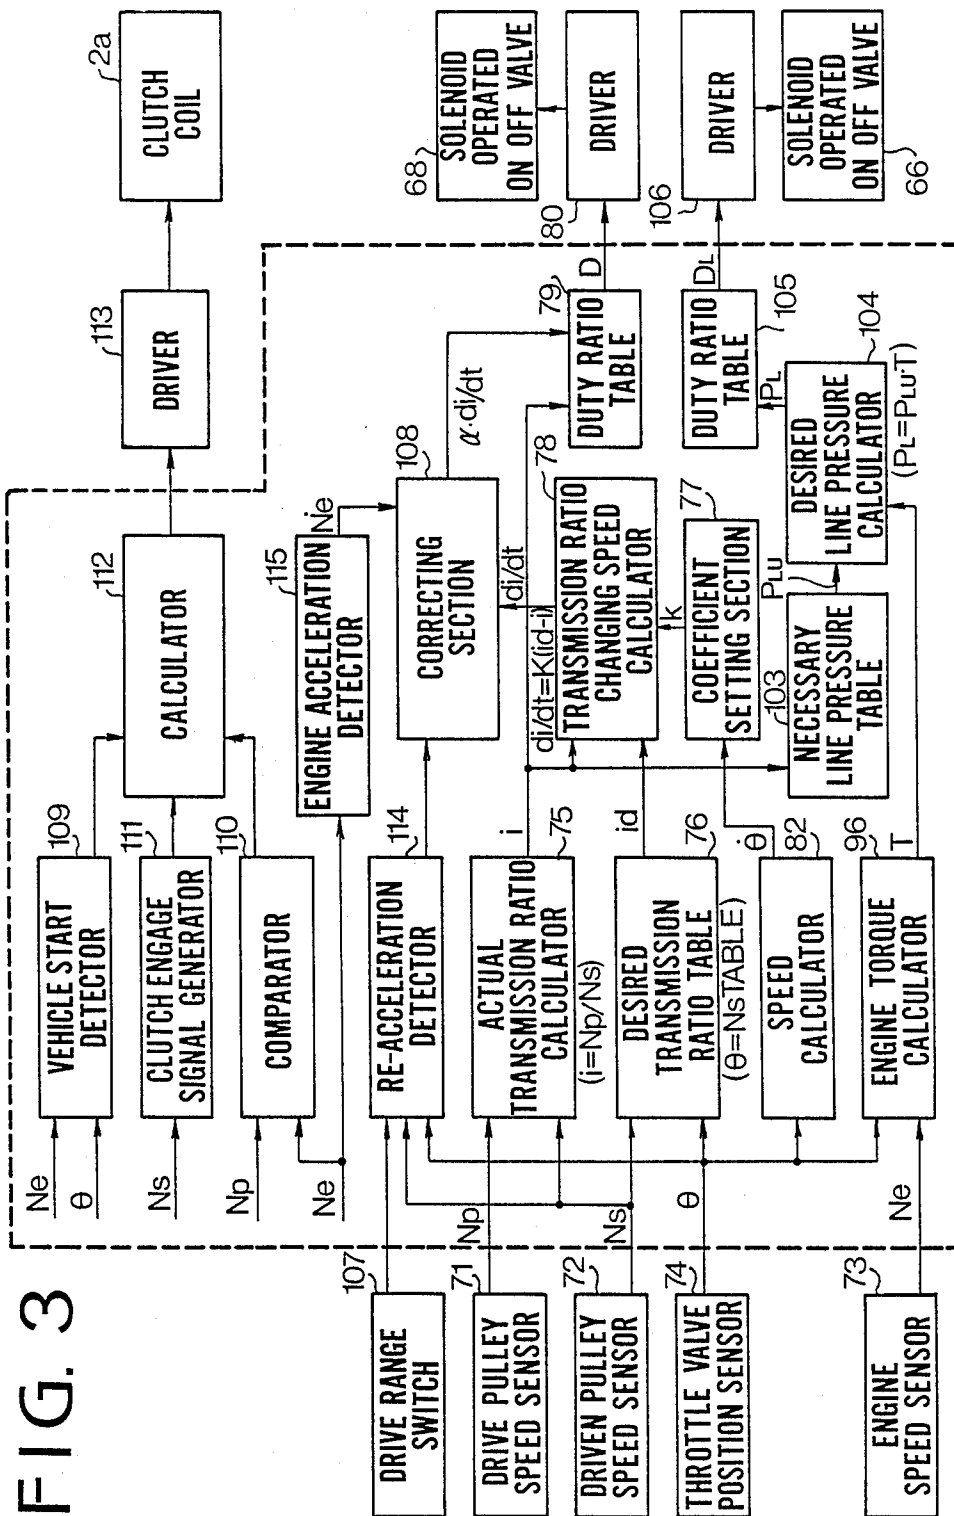 FIG. 3
DRIVE RANGE
SWITCH
107
DRIVE PULLEY
SPEED SENSOR
71
DRIVEN PULLEY
SPEED SENSOR
72
THROTTLE VALVE
POSITION SENSOR
74
ENGINE
SPEED SENSOR
73
Ne
θ
Ns
Np
Ne
Np
Ns
θ
Ne
VEHICLE START
DETECTOR
109
CLUTCH ENGAGE
SIGNAL GENERATOR
111
COMPARATOR
110
RE-ACCELERATION
DETECTOR
114
ACTUAL
TRANSMISSION RATIO
CALCULATOR
(i=Np/Ns)
75
i
DESIRED
TRANSMISSION
RATIO TABLE
(θ=NsTABLE)
76
id
SPEED
CALCULATOR
82
θ̇
ENGINE TORQUE
CALCULATOR
96
T
CALCULATOR
112
ENGINE ACCELERATION
DETECTOR
115
Ṅe
CORRECTING
SECTION
108
α·di/dt
di/dt
di/dt=K(id-i)
TRANSMISSION RATIO
CHANGING SPEED
CALCULATOR
78
k
COEFFICIENT
SETTING SECTION
77
NECESSARY
LINE PRESSURE
TABLE
103
PLU
DESIRED
LINE PRESSURE
CALCULATOR
(PL=PLU·T)
104
PL
DUTY RATIO
TABLE
79
D
DUTY RATIO
TABLE
105
DL
DRIVER
113
CLUTCH
COIL
2a
DRIVER
80
SOLENOID
OPERATED
ON OFF VALVE
68
DRIVER
106
SOLENOID
OPERATED
ON OFF VALVE
66